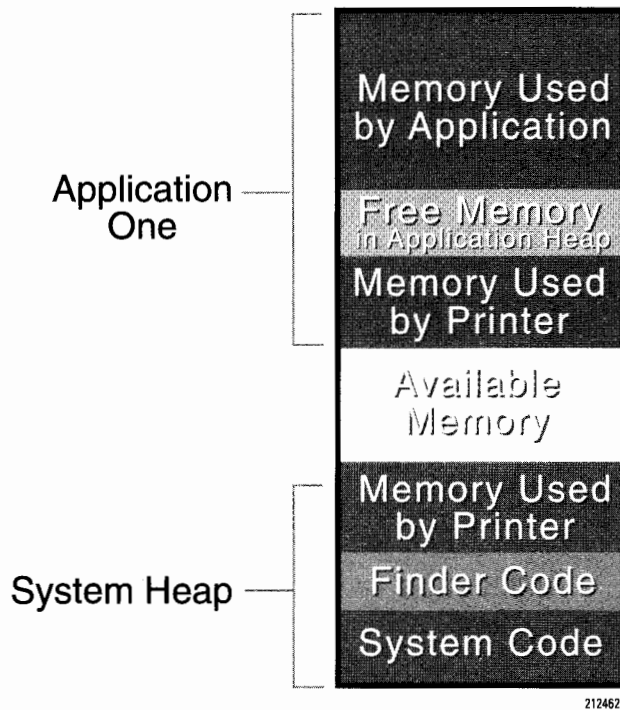 Memory Used
by Application
Application
One
Free Memory
in Application Heap
Memory Used
by Printer
Available
Memory
Memory Used
by Printer
System Heap
Finder Code
System Code
212462